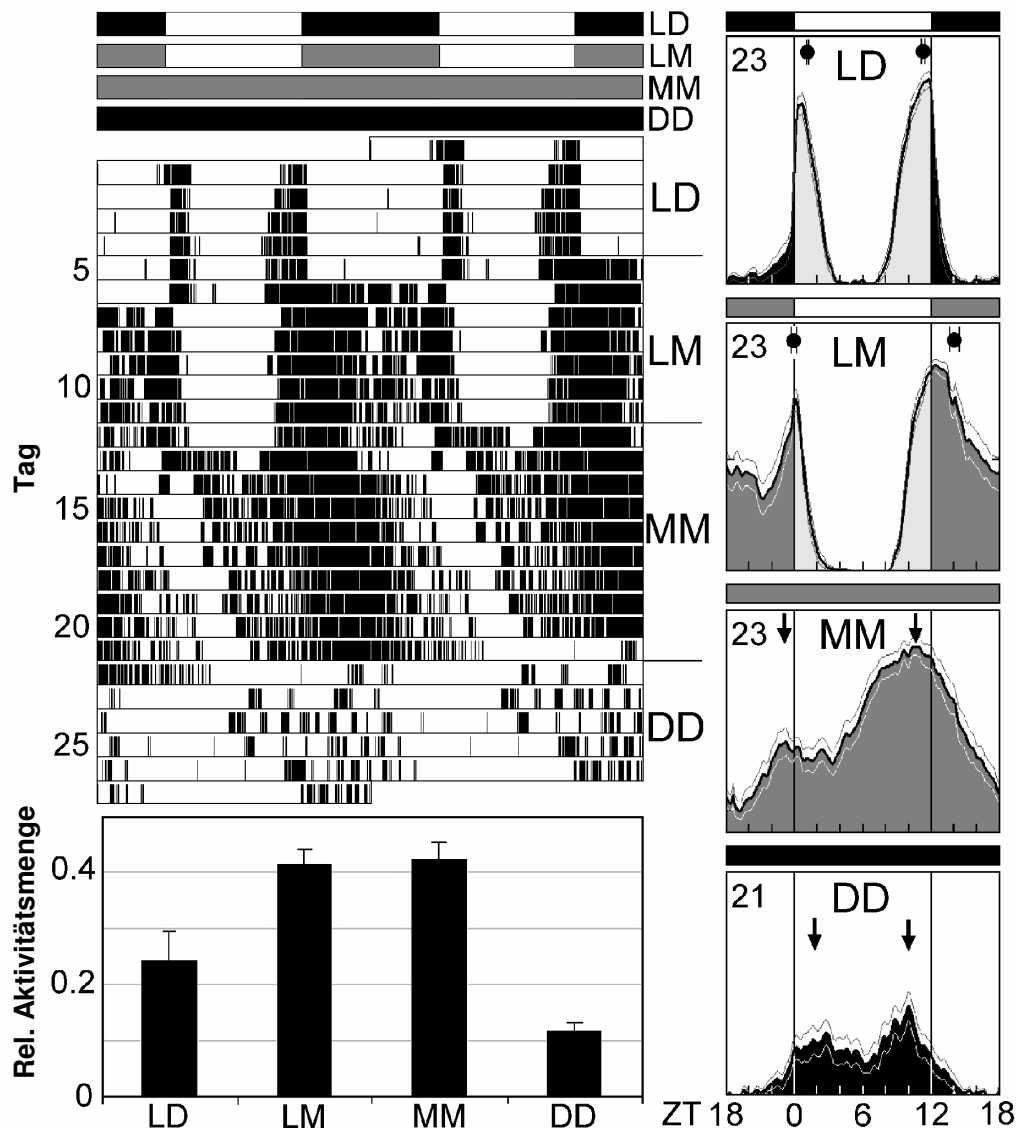 LD
LM
MM
DD
LD
LM
MM
DD
5
10
15
20
25
Tag
0.4
0.2
0
Rel. Aktivitätsmenge
LD LM MM DD
23 LD
23 LM
23 MM
21 DD
ZT 18 0 6 12 18